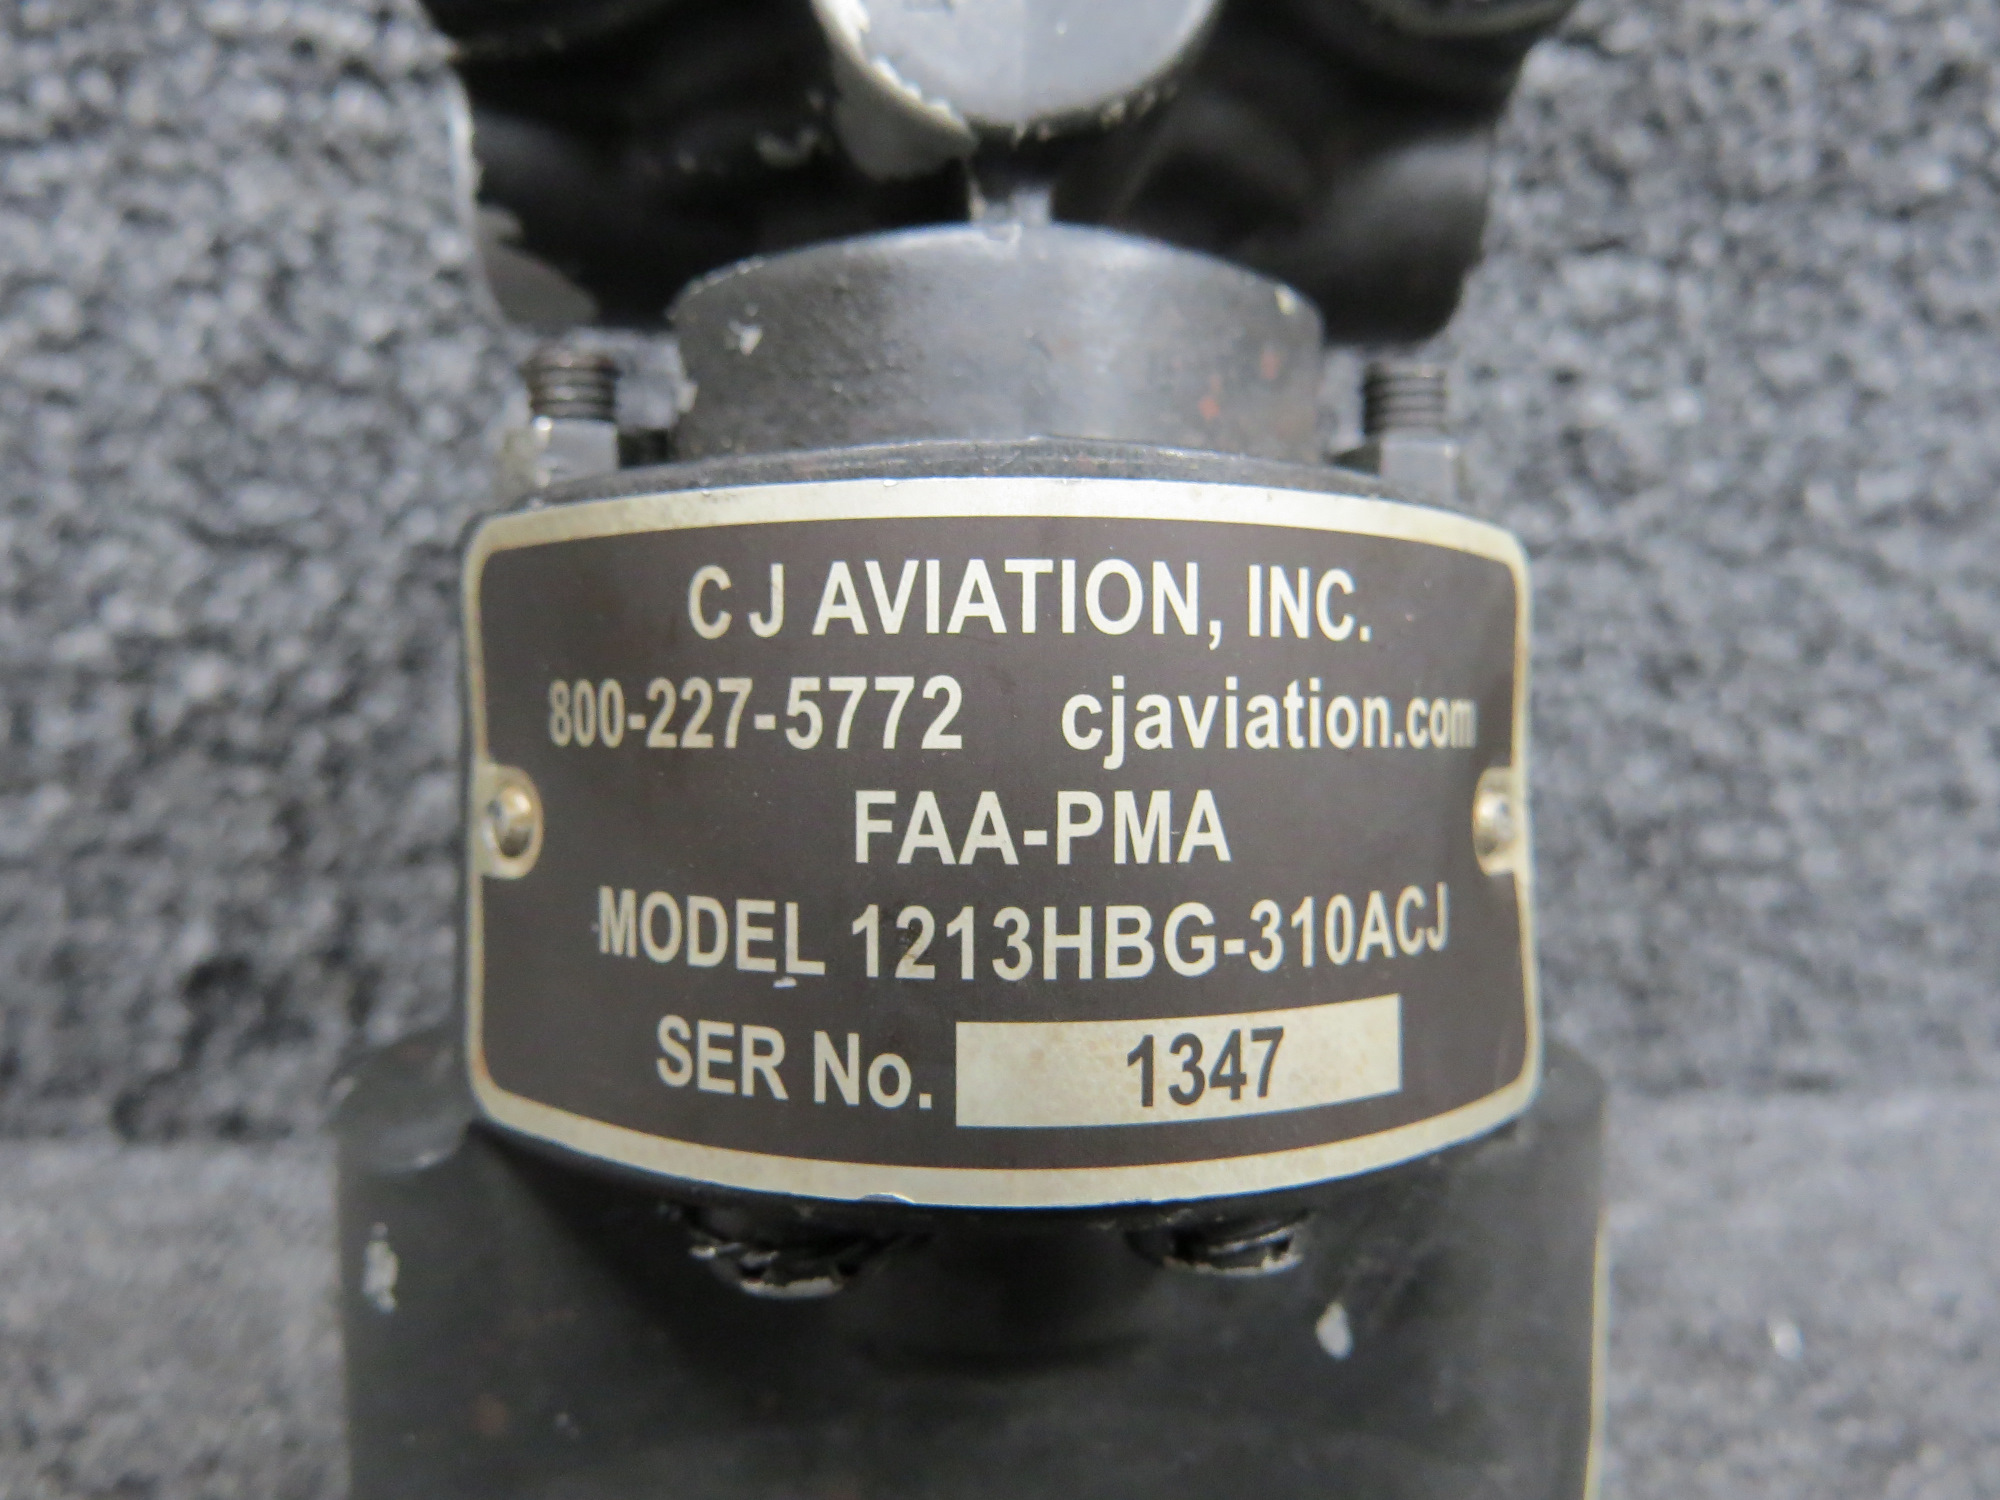 C J AVIATION, INC.
800-227-5772 cjaviation.com
FAA-PMA
MODEL 1213HBG-310ACJ
SER No. 1347